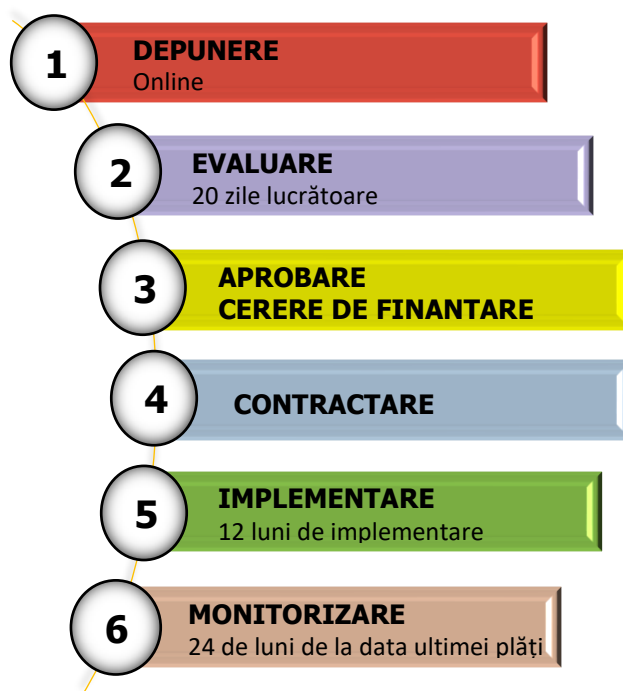 1
DEPUNERE
Online
2
EVALUARE
20 zile lucrătoare
3
APROBARE
CERERE DE FINANTARE
4
CONTRACTARE
5
IMPLEMENTARE
12 luni de implementare
6
MONITORIZARE
24 de luni de la data ultimei plăți